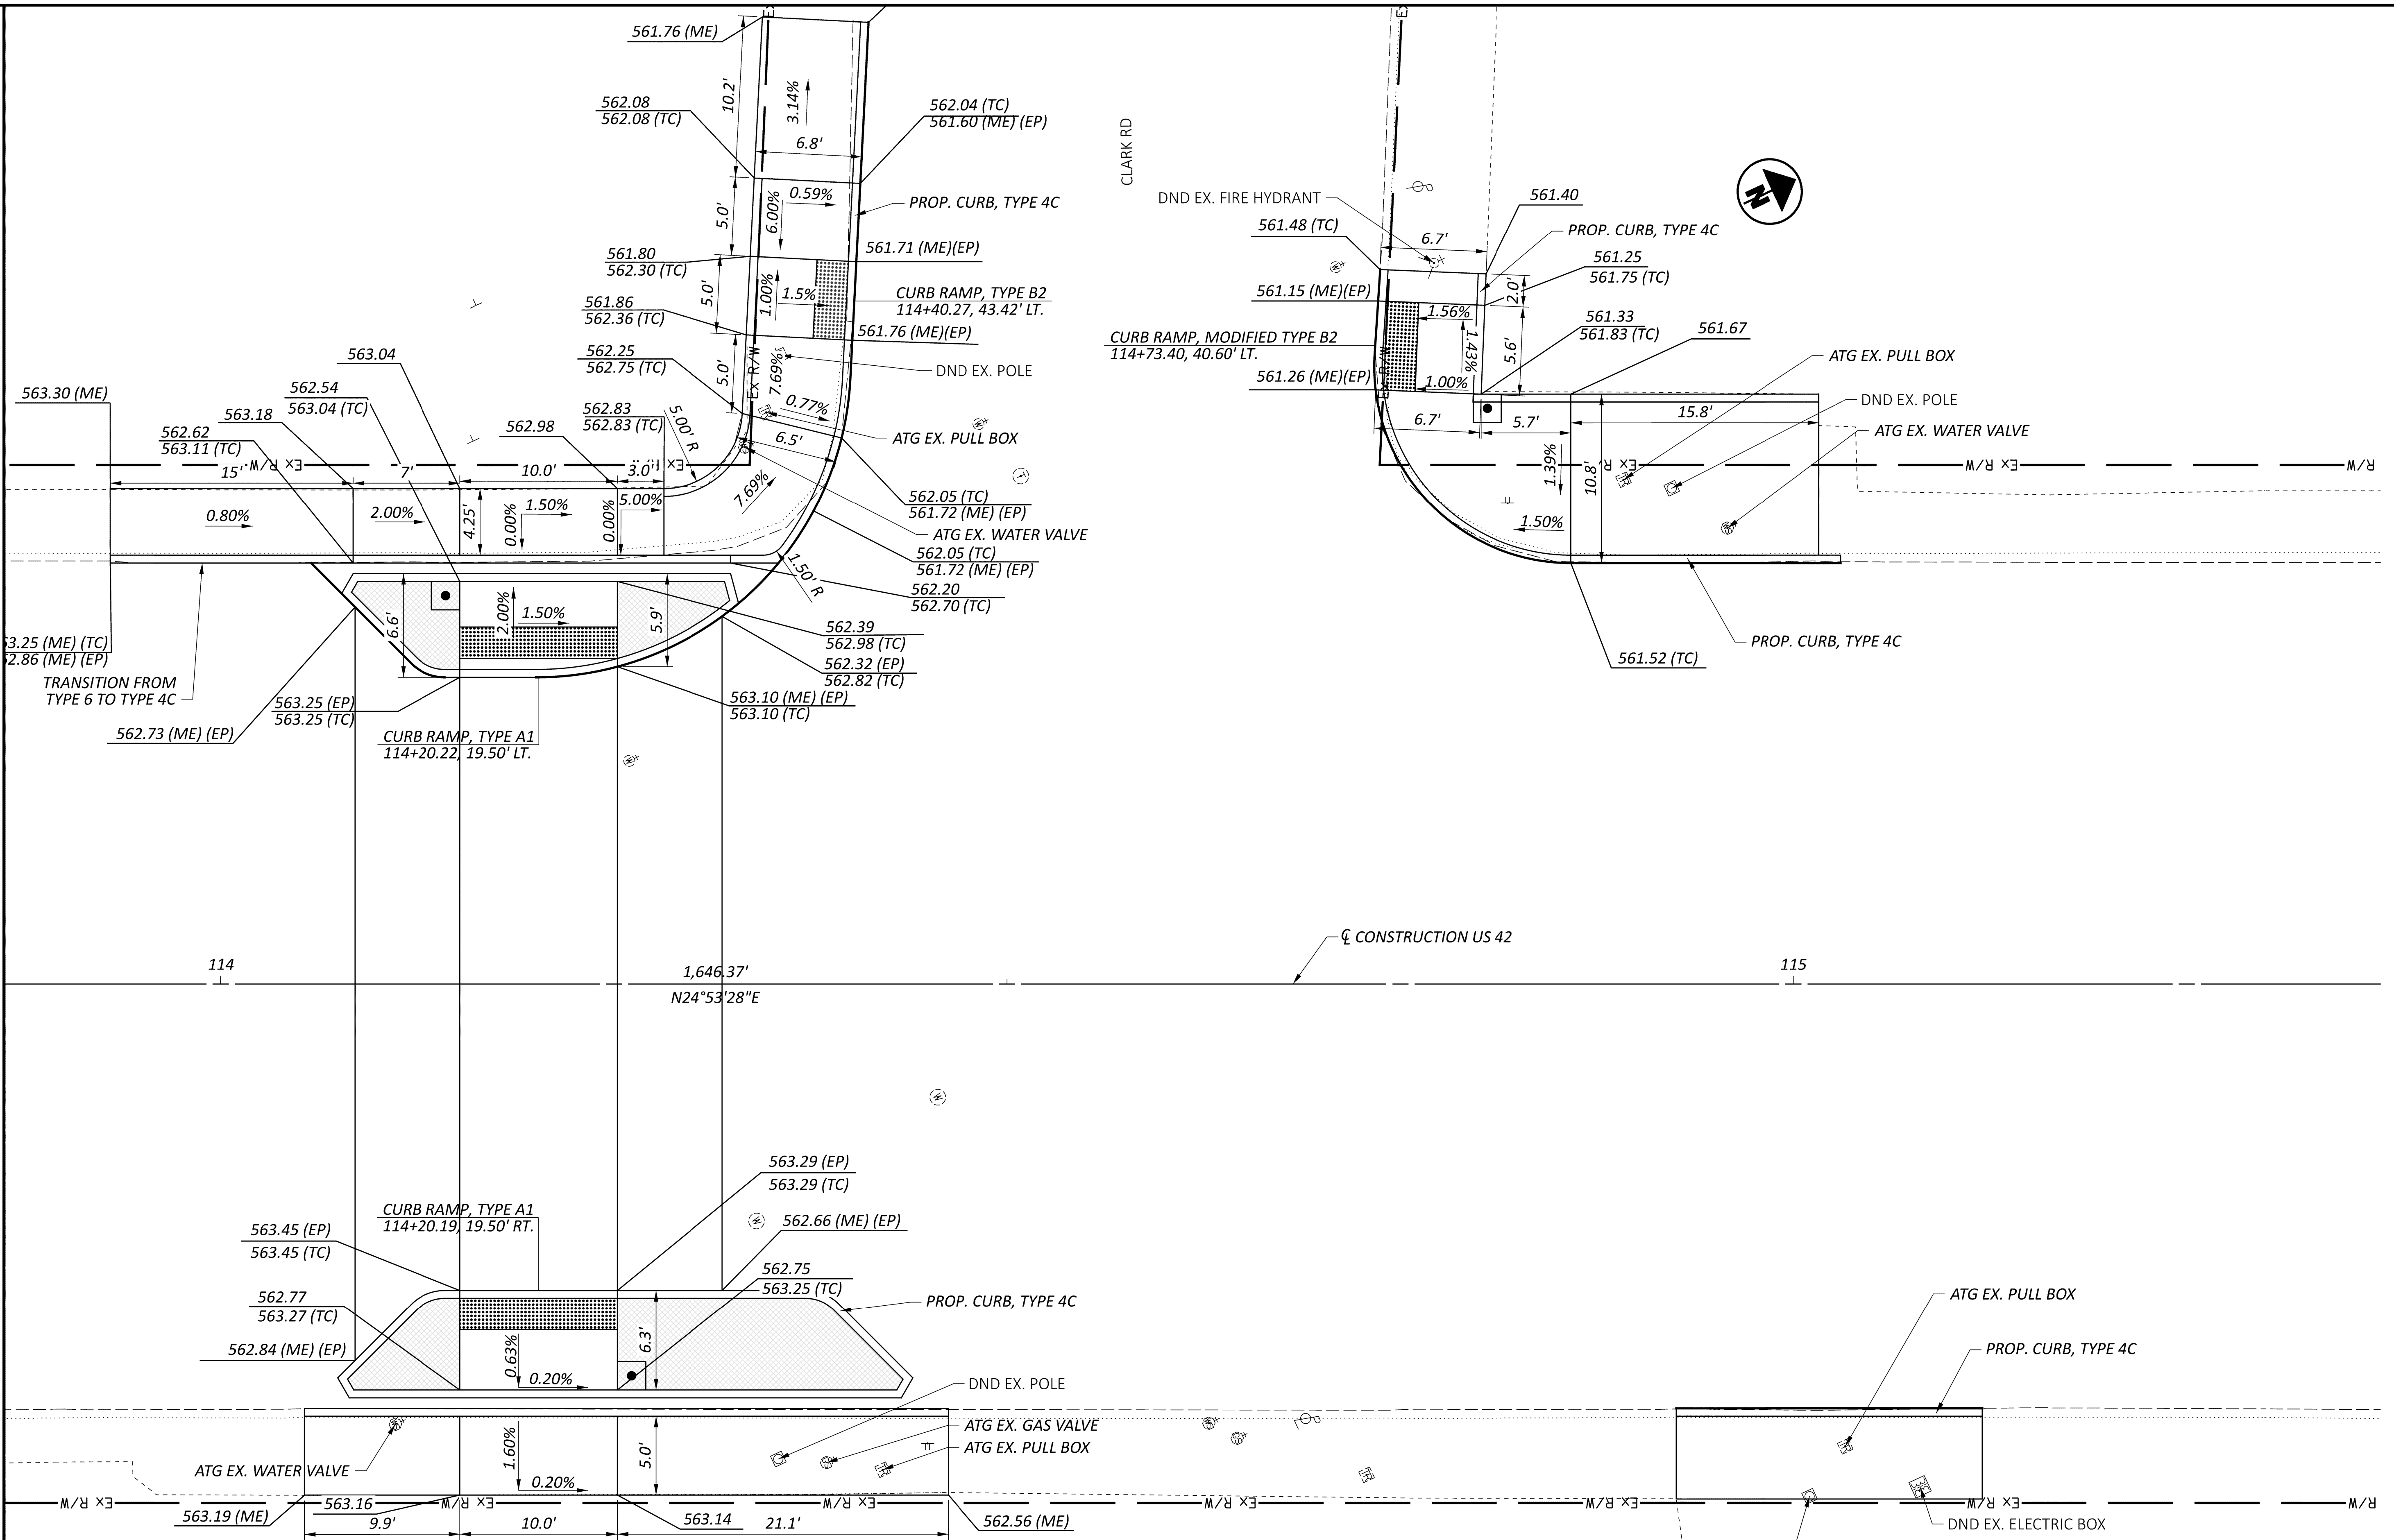 561.76 (ME)
10.2'
3.14%
562.08
562.08 (TC)
562.04 (TC)
561.60 (ME) (EP)
6.8'
5.0'
6.00%
0.59%
PROP. CURB, TYPE 4C
561.80
562.30 (TC)
561.71 (ME)(EP)
5.0'
1.00%
1.5%
CURB RAMP, TYPE B2
114+40.27, 43.42' LT.
561.86
562.36 (TC)
561.76 (ME)(EP)
562.25
562.75 (TC)
5.0'
EX R/W
7.69%
DND EX. POLE
563.04
563.30 (ME)
562.54
563.04 (TC)
563.18
562.62
563.11 (TC)
562.98
562.83
562.83 (TC)
5.00' R
0.77%
6.5'
ATG EX. PULL BOX
Ex R/W
15'
7'
10.0'
3.0'
7.69%
562.05 (TC)
561.72 (ME) (EP)
0.80%
2.00%
4.25'
0.00%
1.50%
0.00%
5.00%
ATG EX. WATER VALVE
562.05 (TC)
561.72 (ME) (EP)
1.50' R
562.20
562.70 (TC)
6.6'
2.00%
1.50%
5.9'
562.39
562.98 (TC)
562.32 (EP)
562.82 (TC)
3.25 (ME) (TC)
2.86 (ME) (EP)
TRANSITION FROM
TYPE 6 TO TYPE 4C
563.25 (EP)
563.25 (TC)
563.10 (ME) (EP)
563.10 (TC)
562.73 (ME) (EP)
CURB RAMP, TYPE A1
114+20.22, 19.50' LT.
CLARK RD
N
DND EX. FIRE HYDRANT
561.40
561.48 (TC)
6.7'
PROP. CURB, TYPE 4C
561.25
561.75 (TC)
561.15 (ME)(EP)
2.0'
1.56%
561.33
561.83 (TC)
561.67
CURB RAMP, MODIFIED TYPE B2
114+73.40, 40.60' LT.
1.43%
5.6'
ATG EX. PULL BOX
561.26 (ME)(EP)
1.00%
DND EX. POLE
6.7'
5.7'
15.8'
ATG EX. WATER VALVE
Ex R/W
Ex R/W
R/W
1.39%
10.8'
1.50%
PROP. CURB, TYPE 4C
561.52 (TC)
℄ CONSTRUCTION US 42
114
1,646.37'
N24°53'28"E
115
563.29 (EP)
563.29 (TC)
CURB RAMP, TYPE A1
114+20.19, 19.50' RT.
562.66 (ME) (EP)
563.45 (EP)
563.45 (TC)
562.75
563.25 (TC)
562.77
563.27 (TC)
PROP. CURB, TYPE 4C
562.84 (ME) (EP)
0.63%
0.20%
6.3'
DND EX. POLE
ATG EX. GAS VALVE
ATG EX. PULL BOX
1.60%
5.0'
0.20%
ATG EX. WATER VALVE
ATG EX. PULL BOX
PROP. CURB, TYPE 4C
Ex R/W
Ex R/W
Ex R/W
Ex R/W
Ex R/W
Ex R/W
R/W
563.19 (ME)
563.16
563.14
562.56 (ME)
9.9'
10.0'
21.1'
DND EX. ELECTRIC BOX